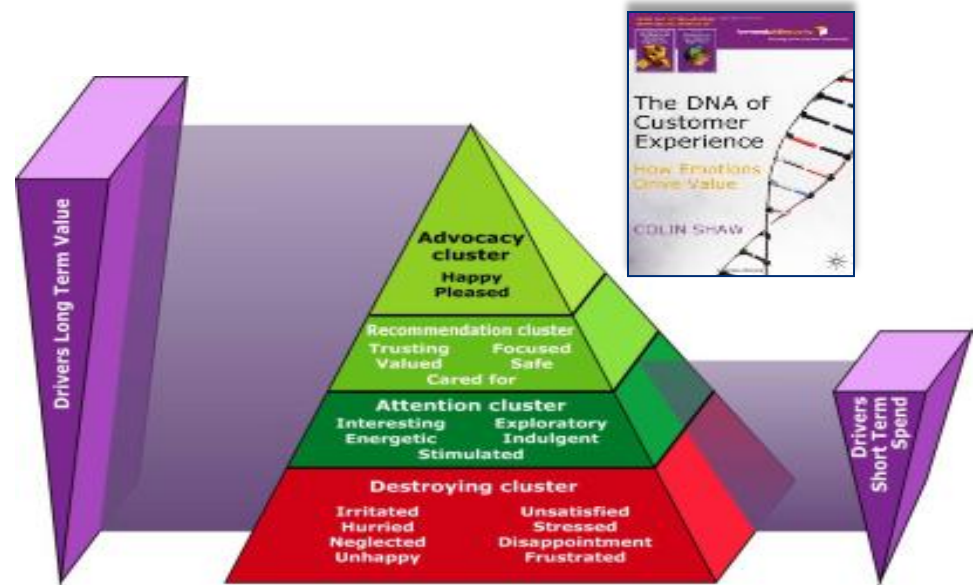 The DNA of
Customer
Experience
How Emotions
Drive Value
COLIN SHAW
Drivers Long Term Value
Advocacy
cluster
Happy
Pleased
Recommendation cluster
Trusting Focused
Valued Safe
Cared for
Attention cluster
Interesting Exploratory
Energetic Indulgent
Stimulated
Destroying cluster
Irritated Unsatisfied
Hurried Stressed
Neglected Disappointment
Unhappy Frustrated
Drivers
Short Term
Spend